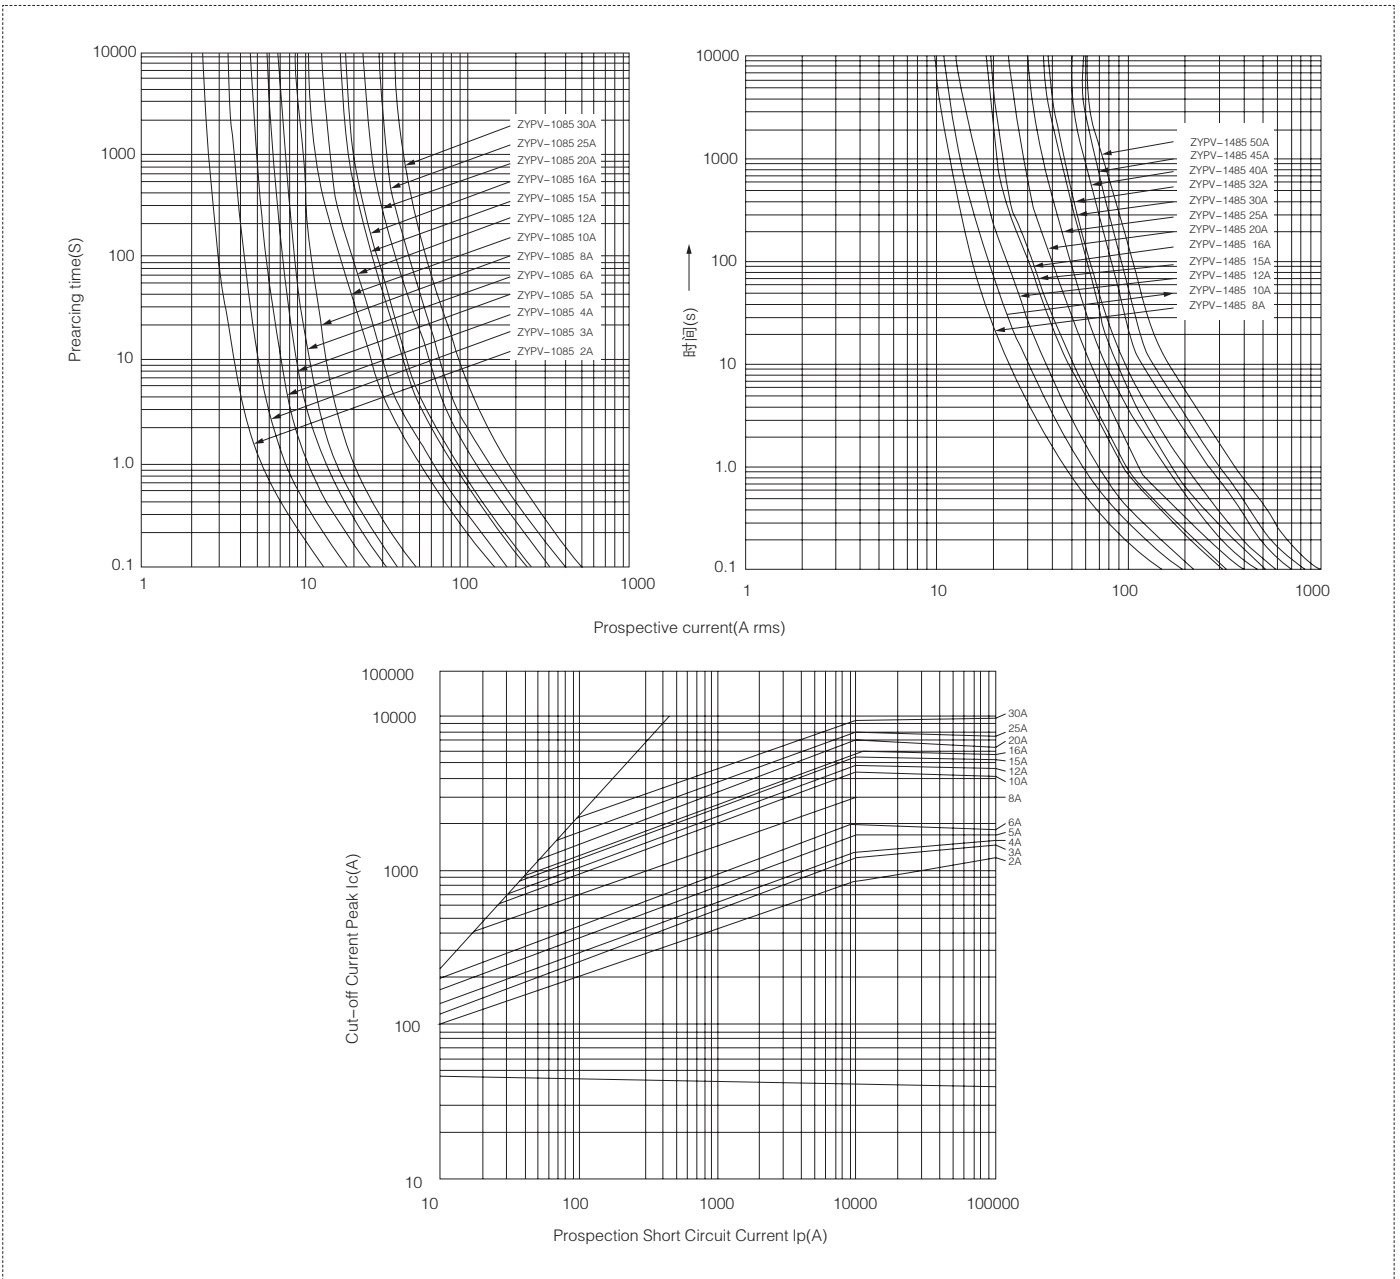 10000
1000
100
10
1.0
0.1
Prearcing time(S)
ZYPV-1085 30A
ZYPV-1085 25A
ZYPV-1085 20A
ZYPV-1085 16A
ZYPV-1085 15A
ZYPV-1085 12A
ZYPV-1085 10A
ZYPV-1085 8A
ZYPV-1085 6A
ZYPV-1085 5A
ZYPV-1085 4A
ZYPV-1085 3A
ZYPV-1085 2A
1 10 100 1000
10000
1000
100
10
1.0
0.1
时间(s)
ZYPV-1485 50A
ZYPV-1485 45A
ZYPV-1485 40A
ZYPV-1485 32A
ZYPV-1485 30A
ZYPV-1485 25A
ZYPV-1485 20A
ZYPV-1485 16A
ZYPV-1485 15A
ZYPV-1485 12A
ZYPV-1485 10A
ZYPV-1485 8A
1 10 100 1000
Prospective current(A rms)
100000
10000
1000
100
10
Cut-off Current Peak Ic(A)
30A
25A
20A
16A
15A
12A
10A
8A
6A
5A
4A
3A
2A
10 100 1000 10000 100000
Prospection Short Circuit Current Ip(A)